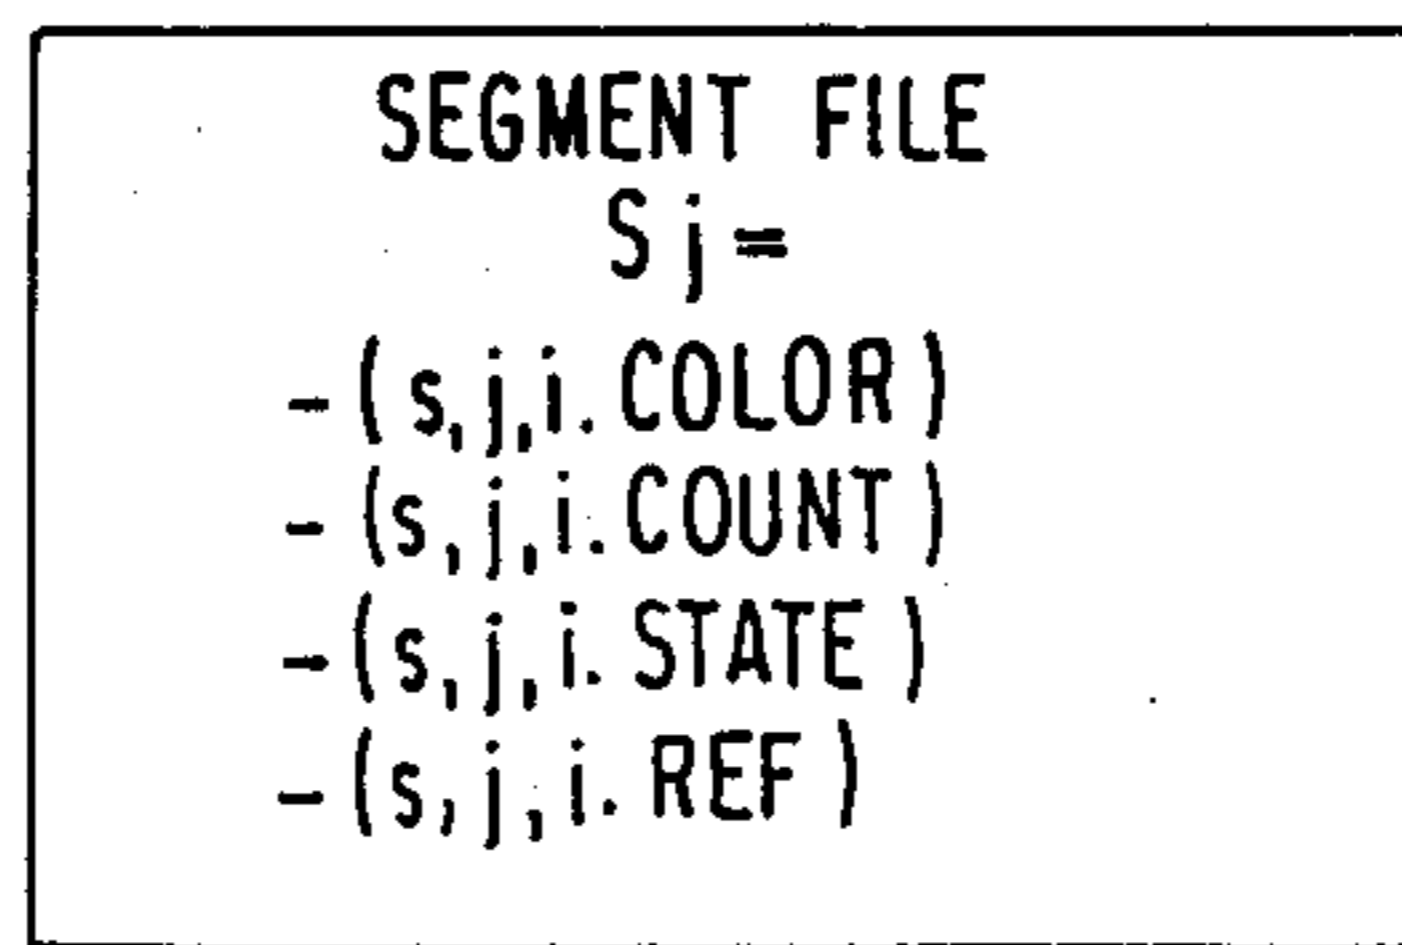 SEGMENT FILE
Sj=
-(s,j,i.COLOR)
-(s,j,i.COUNT)
-(s,j,i.STATE)
-(s,j,i.REF)